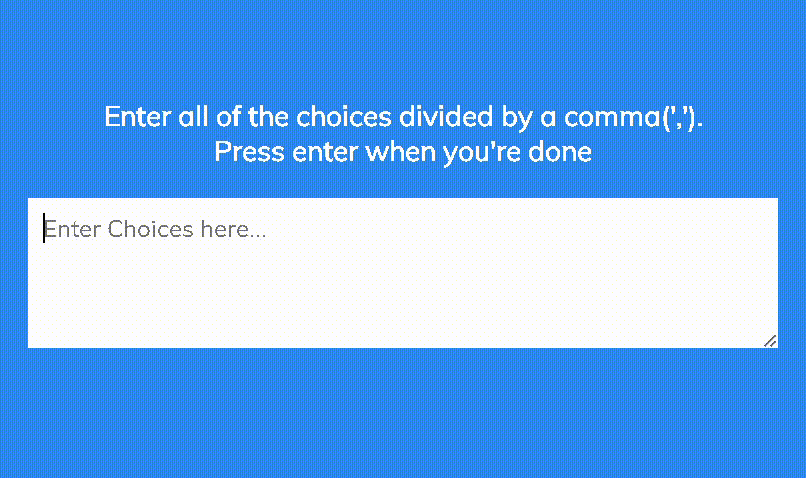 Enter all of the choices divided by a comma(',').
Press enter when you're done
Enter Choices here...